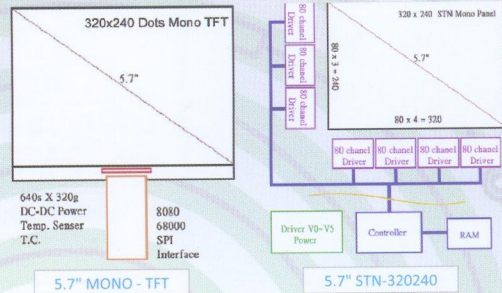 320x240 Dots Mono TFT
5.7"
640s X 320g
DC-DC Power
Temp. Sensor
T.C.
8080
68000
SPI
Interface
5.7" MONO - TFT
80 chanel
Driver
80 chanel
Driver
80 chanel
Driver
320 x 240 STN Mono Panel
80 x 3 = 240
5.7"
80 x 4 = 320
80 chanel
Driver
80 chanel
Driver
80 chanel
Driver
80 chanel
Driver
Driver V0~V5
Power
Controller
RAM
5.7" STN-320240